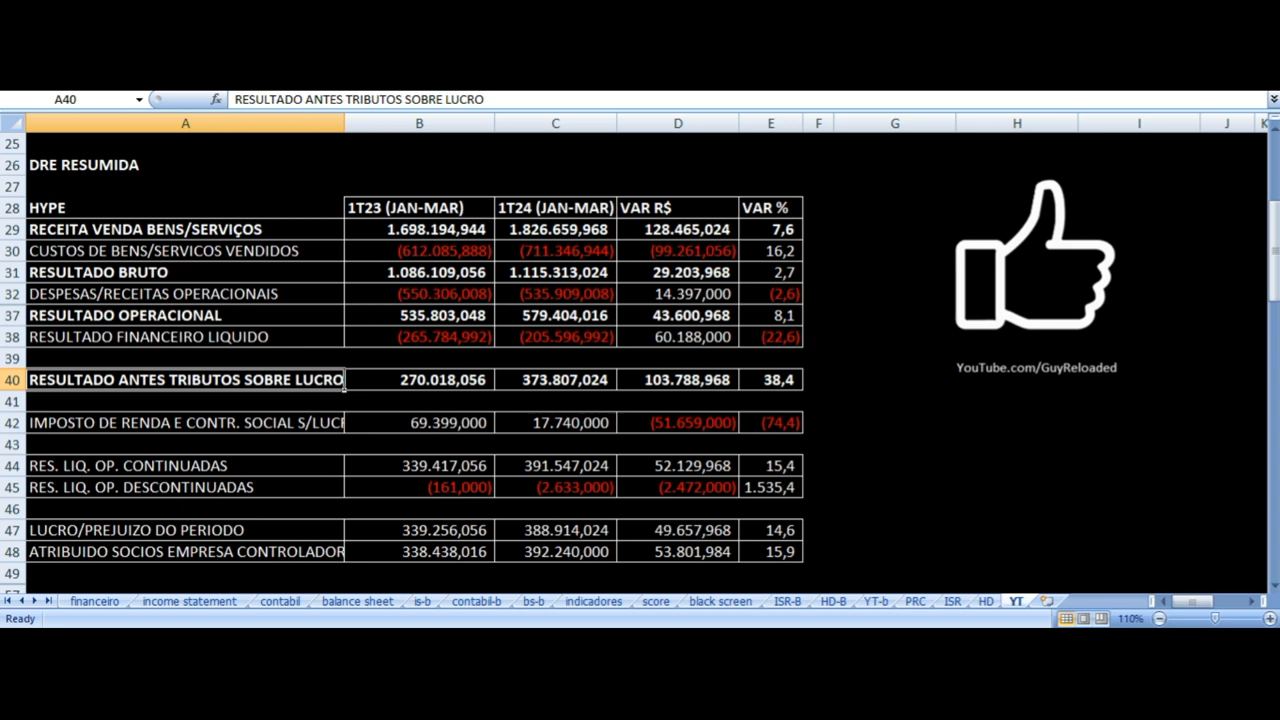 A40 fx RESULTADO ANTES TRIBUTOS SOBRE LUCRO
A B C D E F G H I J K
25
26 DRE RESUMIDA
27
28 HYPE 1T23 (JAN-MAR) 1T24 (JAN-MAR) VAR R$ VAR %
29 RECEITA VENDA BENS/SERVIÇOS 1.698.194,944 1.826.659,968 128.465,024 7,6
30 CUSTOS DE BENS/SERVICOS VENDIDOS (612.085,888) (711.346,944) (99.261,056) 16,2
31 RESULTADO BRUTO 1.086.109,056 1.115.313,024 29.203,968 2,7
32 DESPESAS/RECEITAS OPERACIONAIS (550.306,008) (535.909,008) 14.397,000 (2,6)
37 RESULTADO OPERACIONAL 535.803,048 579.404,016 43.600,968 8,1
38 RESULTADO FINANCEIRO LIQUIDO (265.784,992) (205.596,992) 60.188,000 (22,6)
39
40 RESULTADO ANTES TRIBUTOS SOBRE LUCRO 270.018,056 373.807,024 103.788,968 38,4
41
42 IMPOSTO DE RENDA E CONTR. SOCIAL S/LUCR 69.399,000 17.740,000 (51.659,000) (74,4)
43
44 RES. LIQ. OP. CONTINUADAS 339.417,056 391.547,024 52.129,968 15,4
45 RES. LIQ. OP. DESCONTINUADAS (161,000) (2.633,000) (2.472,000) 1.535,4
46
47 LUCRO/PREJUIZO DO PERIODO 339.256,056 388.914,024 49.657,968 14,6
48 ATRIBUIDO SOCIOS EMPRESA CONTROLADOR 338.438,016 392.240,000 53.801,984 15,9
49
YouTube.com/GuyReloaded
financeiro income statement contabil balance sheet is-b contabil-b bs-b indicadores score black screen ISR-B HD-B YT-b PRC ISR HD YT
Ready 110%